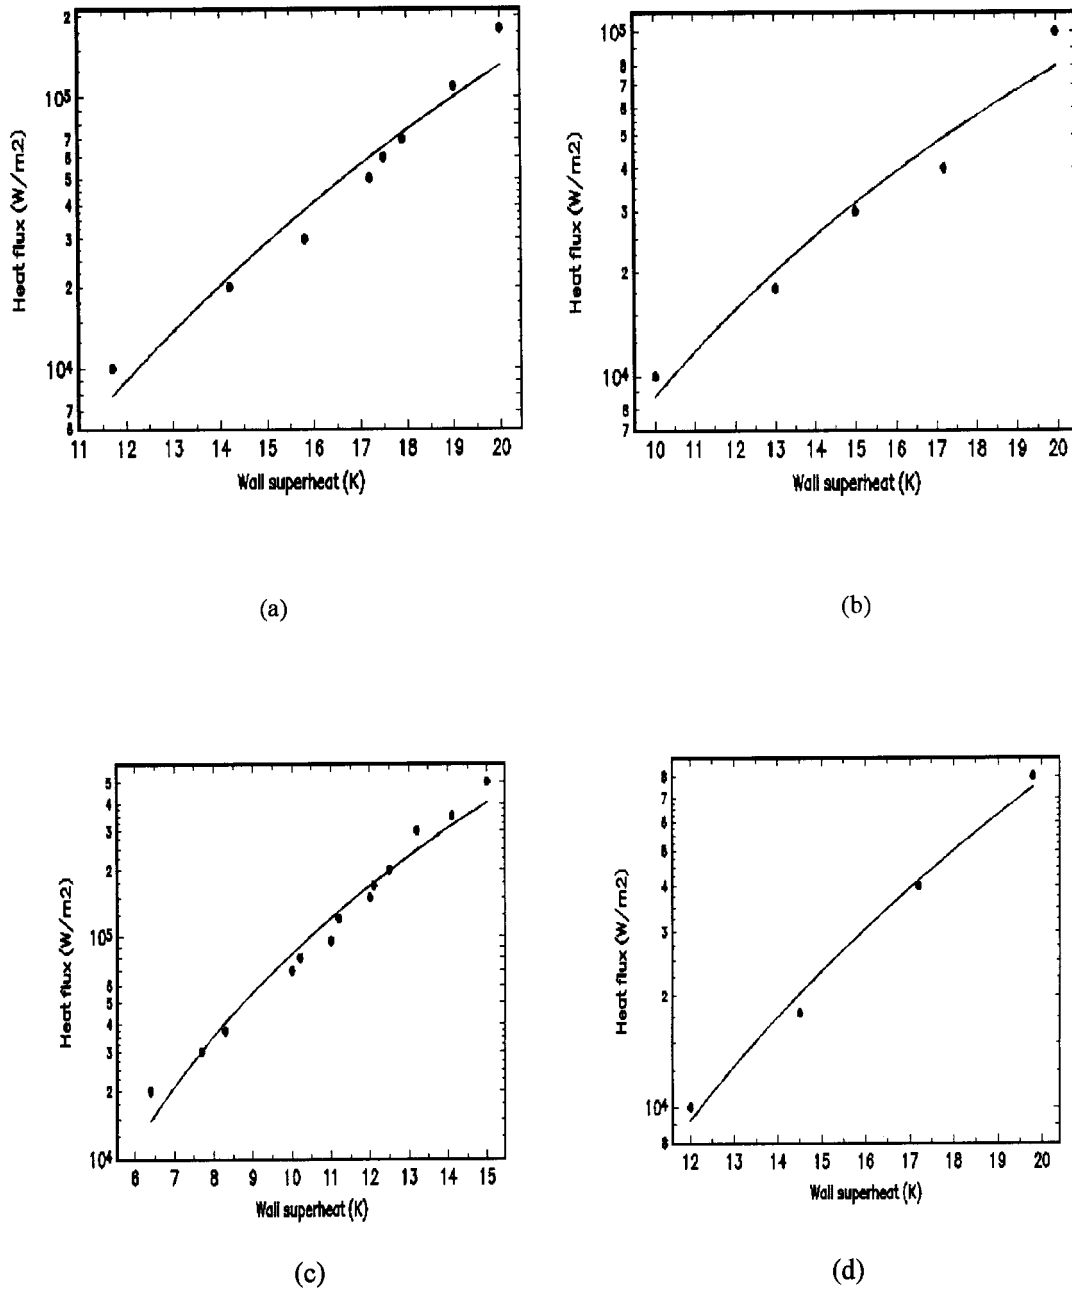 2
10⁵
7
6
5
4
3
2
10⁴
7
6
Heat flux (W/m2)
11 12 13 14 15 16 17 18 19 20
Wall superheat (K)
(a)
10⁵
8
7
6
5
4
3
2
10⁴
8
7
Heat flux (W/m2)
10 11 12 13 14 15 16 17 18 19 20
Wall superheat (K)
(b)
5
4
3
2
10⁵
6
5
4
3
2
10⁴
Heat flux (W/m2)
6 7 8 9 10 11 12 13 14 15
Wall superheat (K)
(c)
8
7
6
5
4
3
2
10⁴
8
Heat flux (W/m2)
12 13 14 15 16 17 18 19 20
Wall superheat (K)
(d)